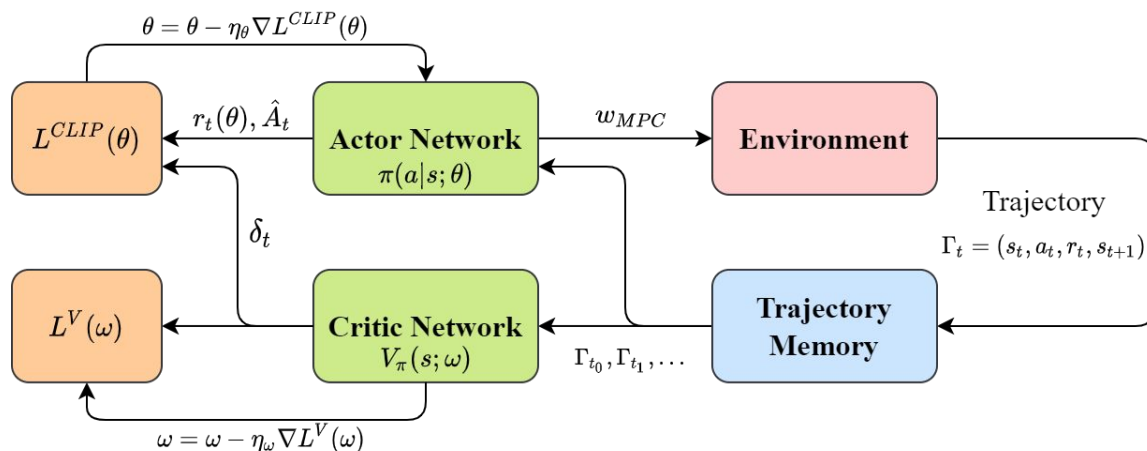 θ = θ − η_θ∇L^{CLIP}(θ)
L^{CLIP}(θ)
r_t(θ), Â_t
Actor Network
π(a|s; θ)
w_{MPC}
Environment
δ_t
Trajectory
Γ_t = (s_t, a_t, r_t, s_{t+1})
L^V(ω)
Critic Network
V_π(s; ω)
Γ_{t_0}, Γ_{t_1}, …
Trajectory
Memory
ω = ω − η_ω∇L^V(ω)